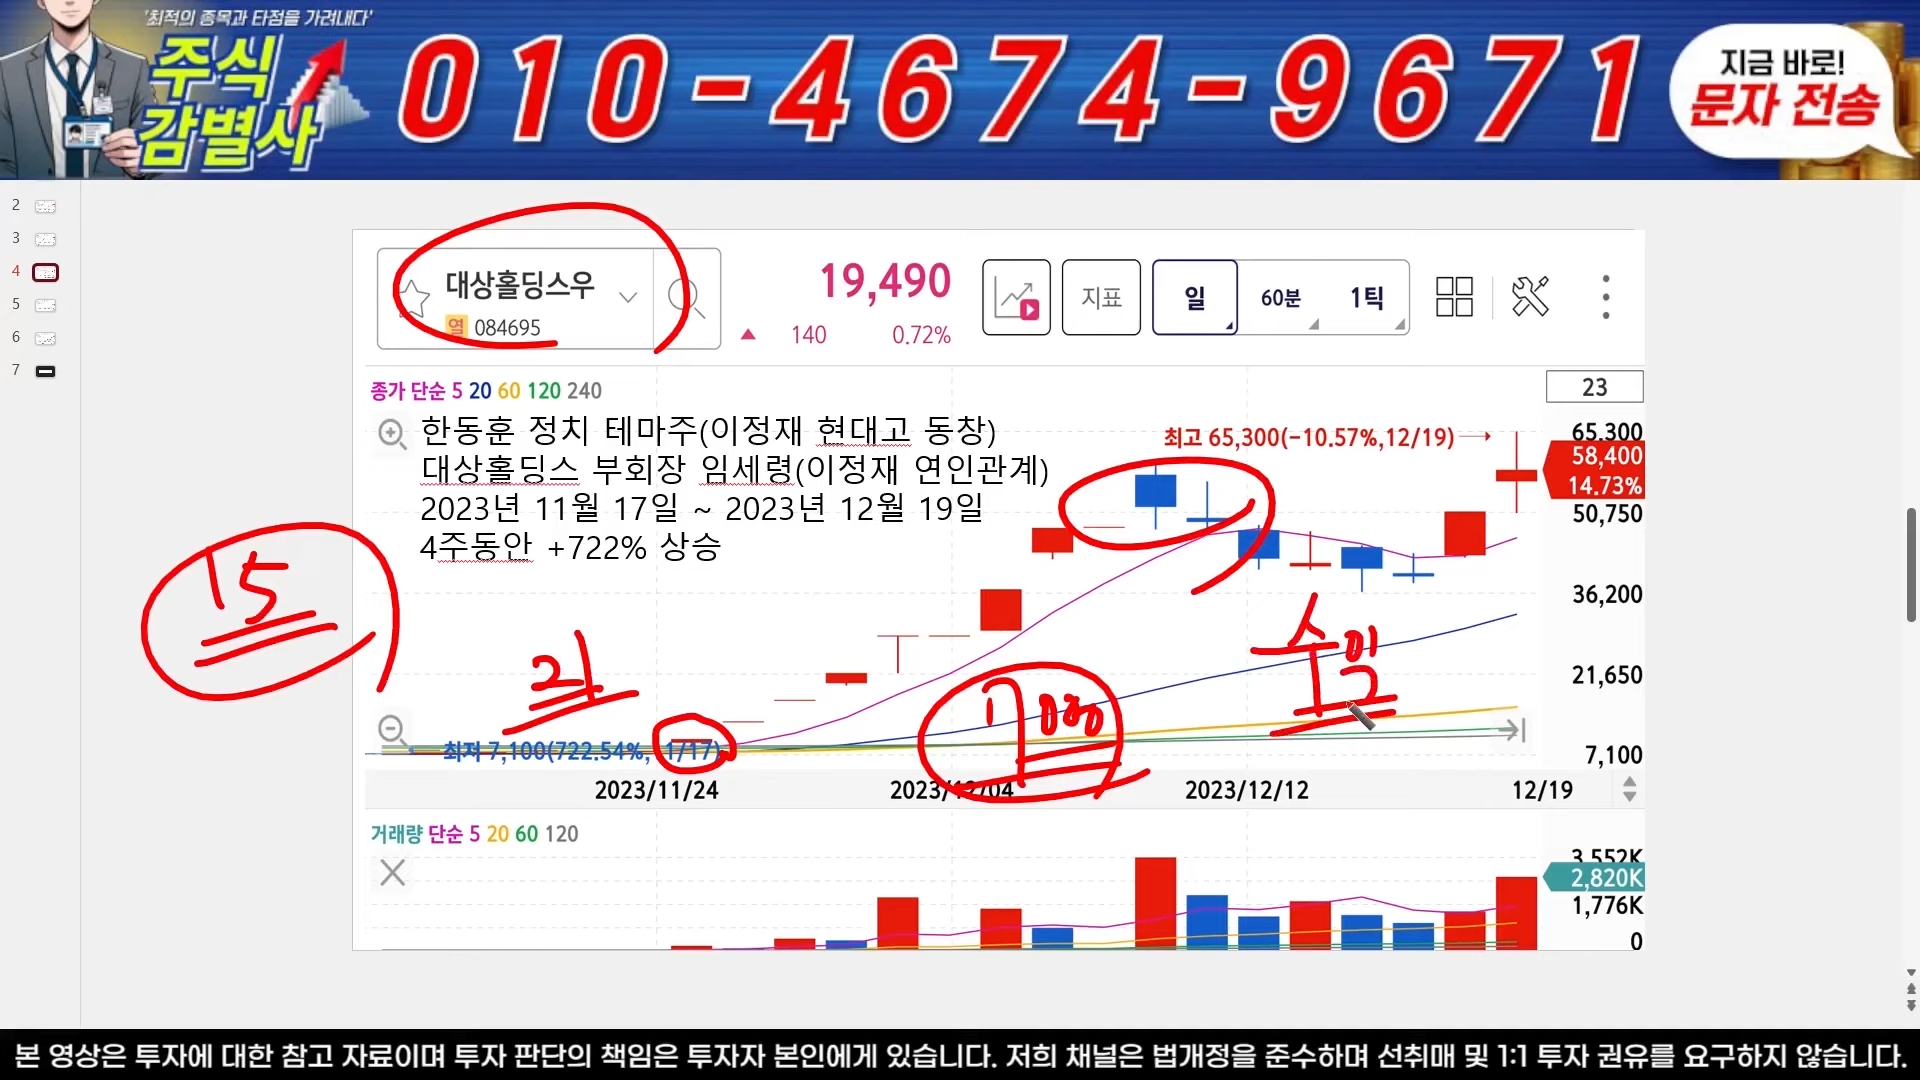 '최적의 종목과 타점을 가려내다'
주식
감별사
010-4674-9671
지금 바로!
문자 전송
2
3
4
5
6
7
대상홀딩스우
열 084695
19,490
▲ 140 0.72%
지표
일
60분
1틱
종가 단순 5 20 60 120 240
23
한동훈 정치 테마주(이정재 현대고 동창)
대상홀딩스 부회장 임세령(이정재 연인관계)
2023년 11월 17일 ~ 2023년 12월 19일
4주동안 +722% 상승
최고 65,300(-10.57%,12/19)
65,300
58,400
14.73%
50,750
36,200
21,650
7,100
15
수익
최저 7,100(722.54%, 1/17)
2023/11/24
2023/12/04
2023/12/12
12/19
거래량 단순 5 20 60 120
3,552K
2,820K
1,776K
0
본 영상은 투자에 대한 참고 자료이며 투자 판단의 책임은 투자자 본인에게 있습니다. 저희 채널은 법개정을 준수하며 선취매 및 1:1 투자 권유를 요구하지 않습니다.